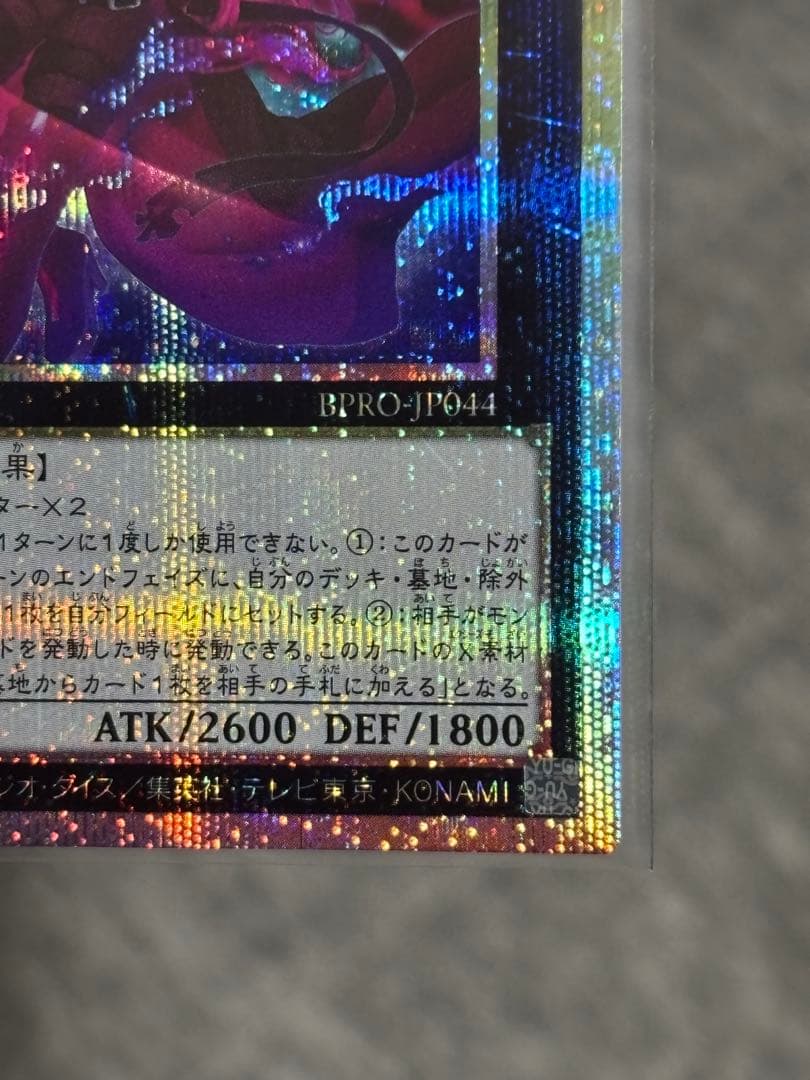 BPRO-JP044
果】
ター×2
1ターンに1度しか使用できない。①:このカードが
ーンのエンドフェイズに、自分のデッキ・墓地・除外
1枚を自分フィールドにセットする。②:相手がモン
ドを発動した時に発動できる。このカードのX素材
墓地からカード1枚を相手の手札に加える」となる。
ATK/2600 DEF/1800
ジオ・ダイス/集英社・テレビ東京・KONAMI